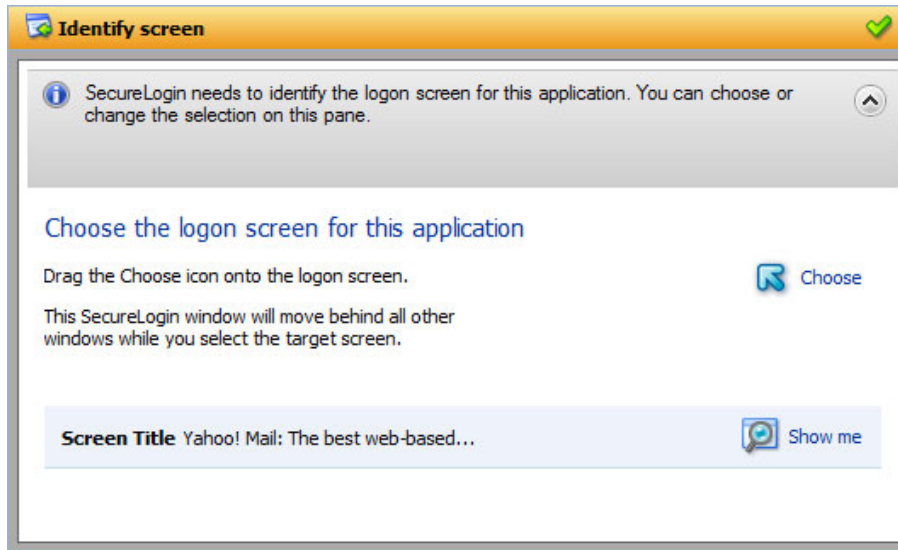 Identify screen
SecureLogin needs to identify the logon screen for this application. You can choose or
change the selection on this pane.
Choose the logon screen for this application
Drag the Choose icon onto the logon screen.
Choose
This SecureLogin window will move behind all other
windows while you select the target screen.
Screen Title Yahoo! Mail: The best web-based...
Show me